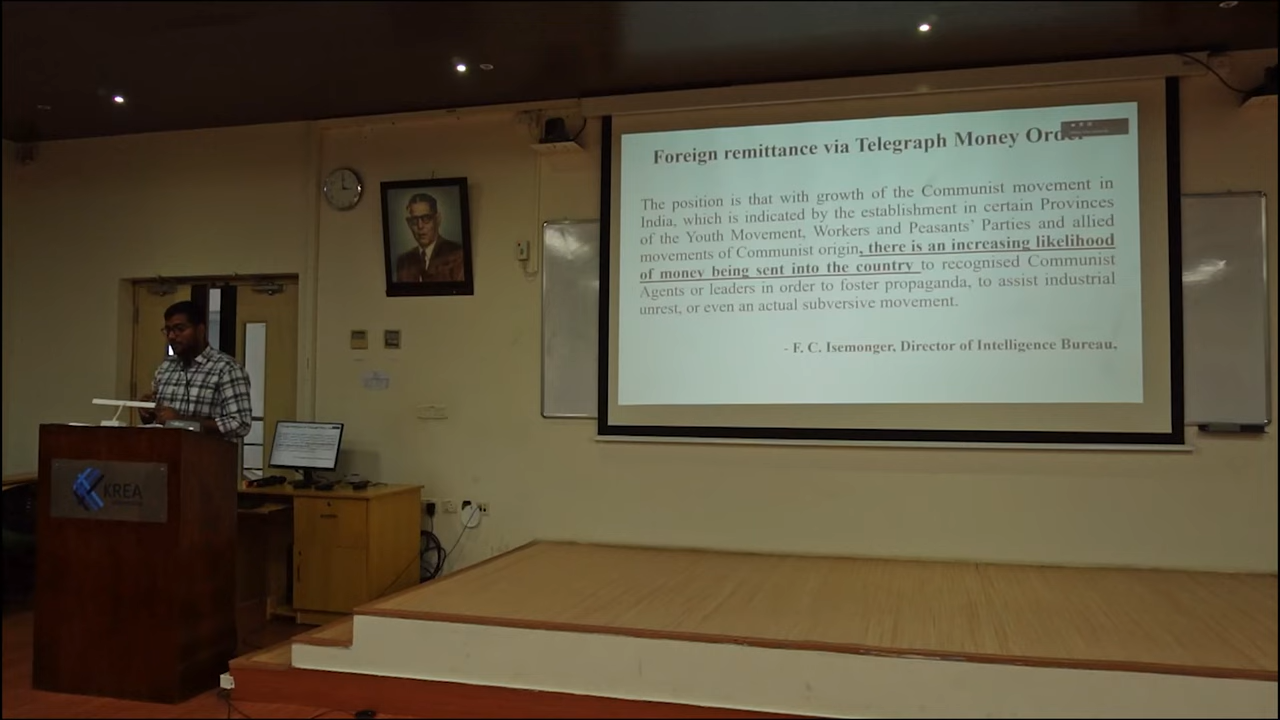 Foreign remittance via Telegraph Money Order
The position is that with growth of the Communist movement in
India, which is indicated by the establishment in certain Provinces
of the Youth Movement, Workers and Peasants' Parties and allied
movements of Communist origin, there is an increasing likelihood
of money being sent into the country to recognised Communist
Agents or leaders in order to foster propaganda, to assist industrial
unrest, or even an actual subversive movement.
- F. C. Isemonger, Director of Intelligence Bureau,
KREA